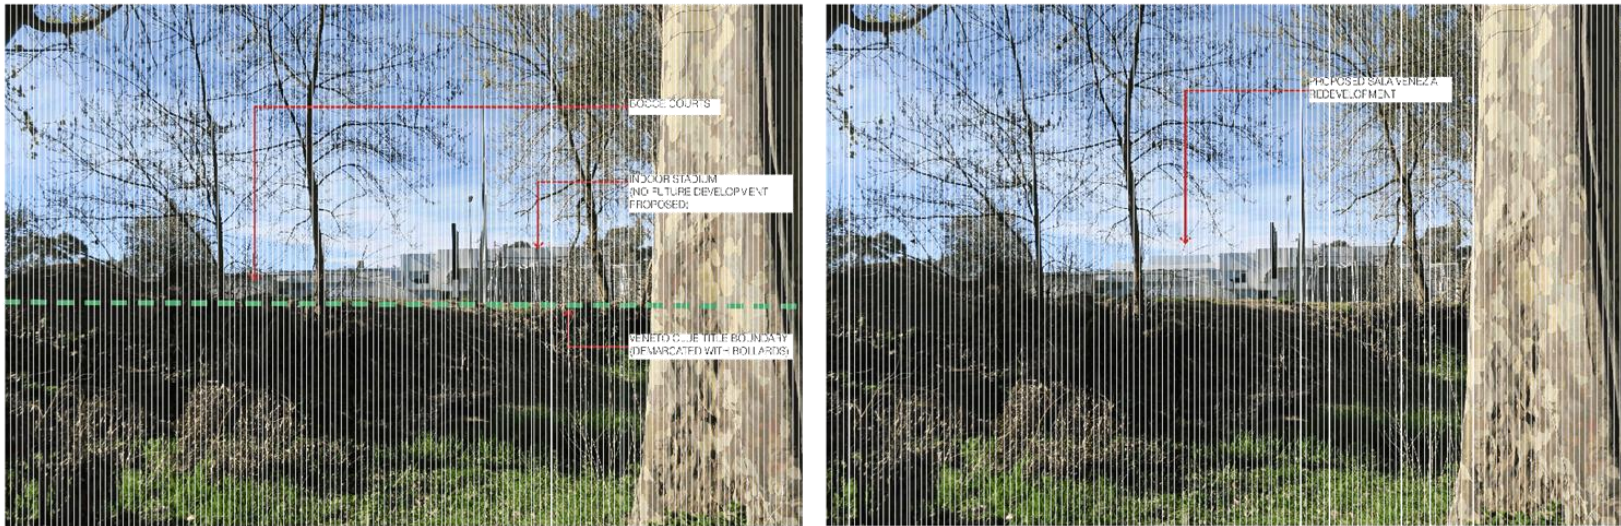 BOCCE COURTS
INDOOR STADIUM
(NO FUTURE DEVELOPMENT
PROPOSED)
VENETO CLUB TITLE BOUNDARY
(DEMARCATED WITH BOLLARDS)
PROPOSED SALA VENEZIA
REDEVELOPMENT